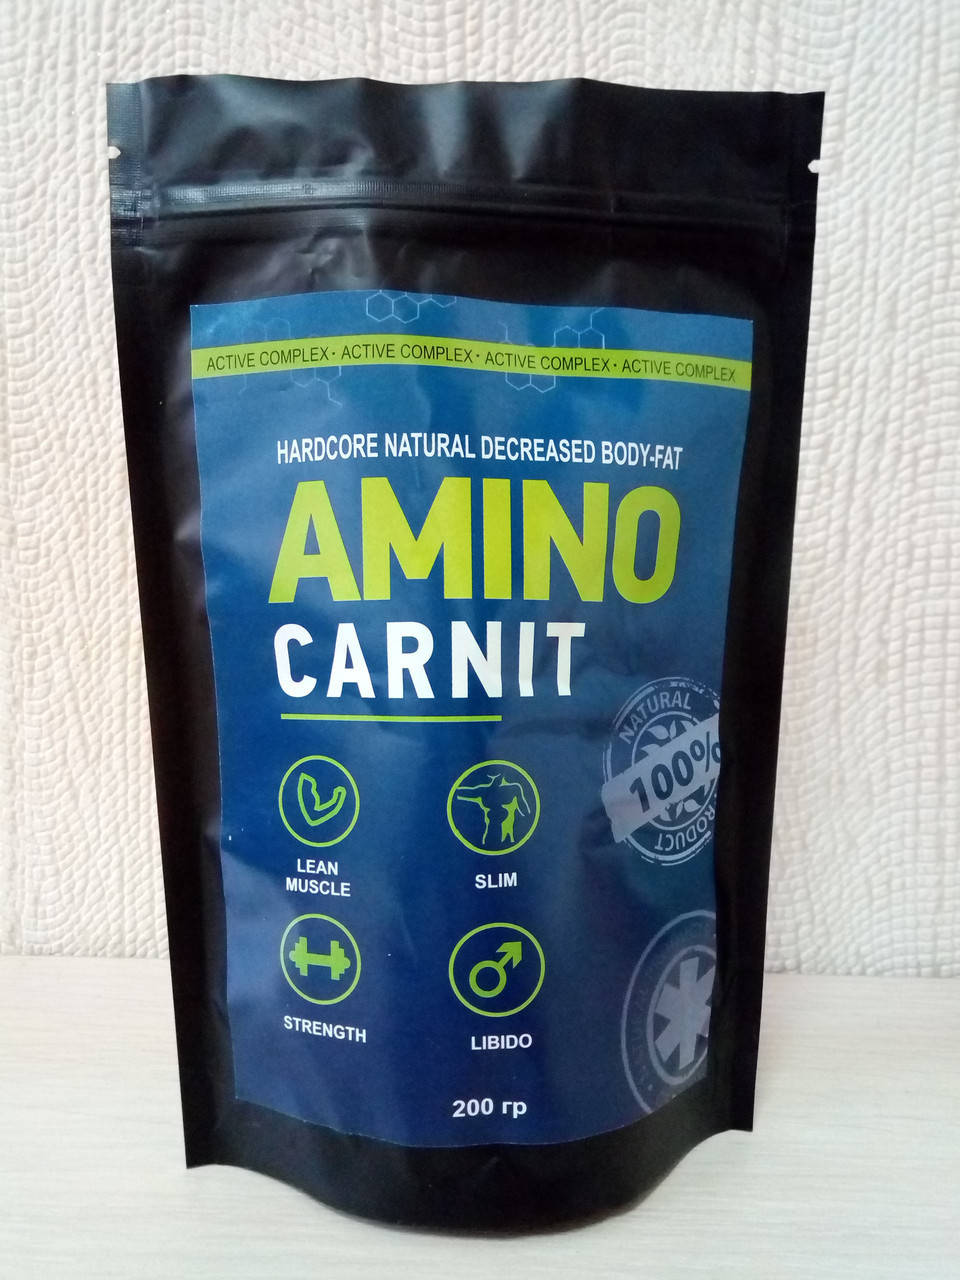 ACTIVE COMPLEX · ACTIVE COMPLEX · ACTIVE COMPLEX · ACTIVE COMPLEX
HARDCORE NATURAL DECREASED BODY-FAT
AMINO
CARNIT
NATURAL
100%
PRODUCT
LEAN
MUSCLE
SLIM
STRENGTH
LIBIDO
200 гр